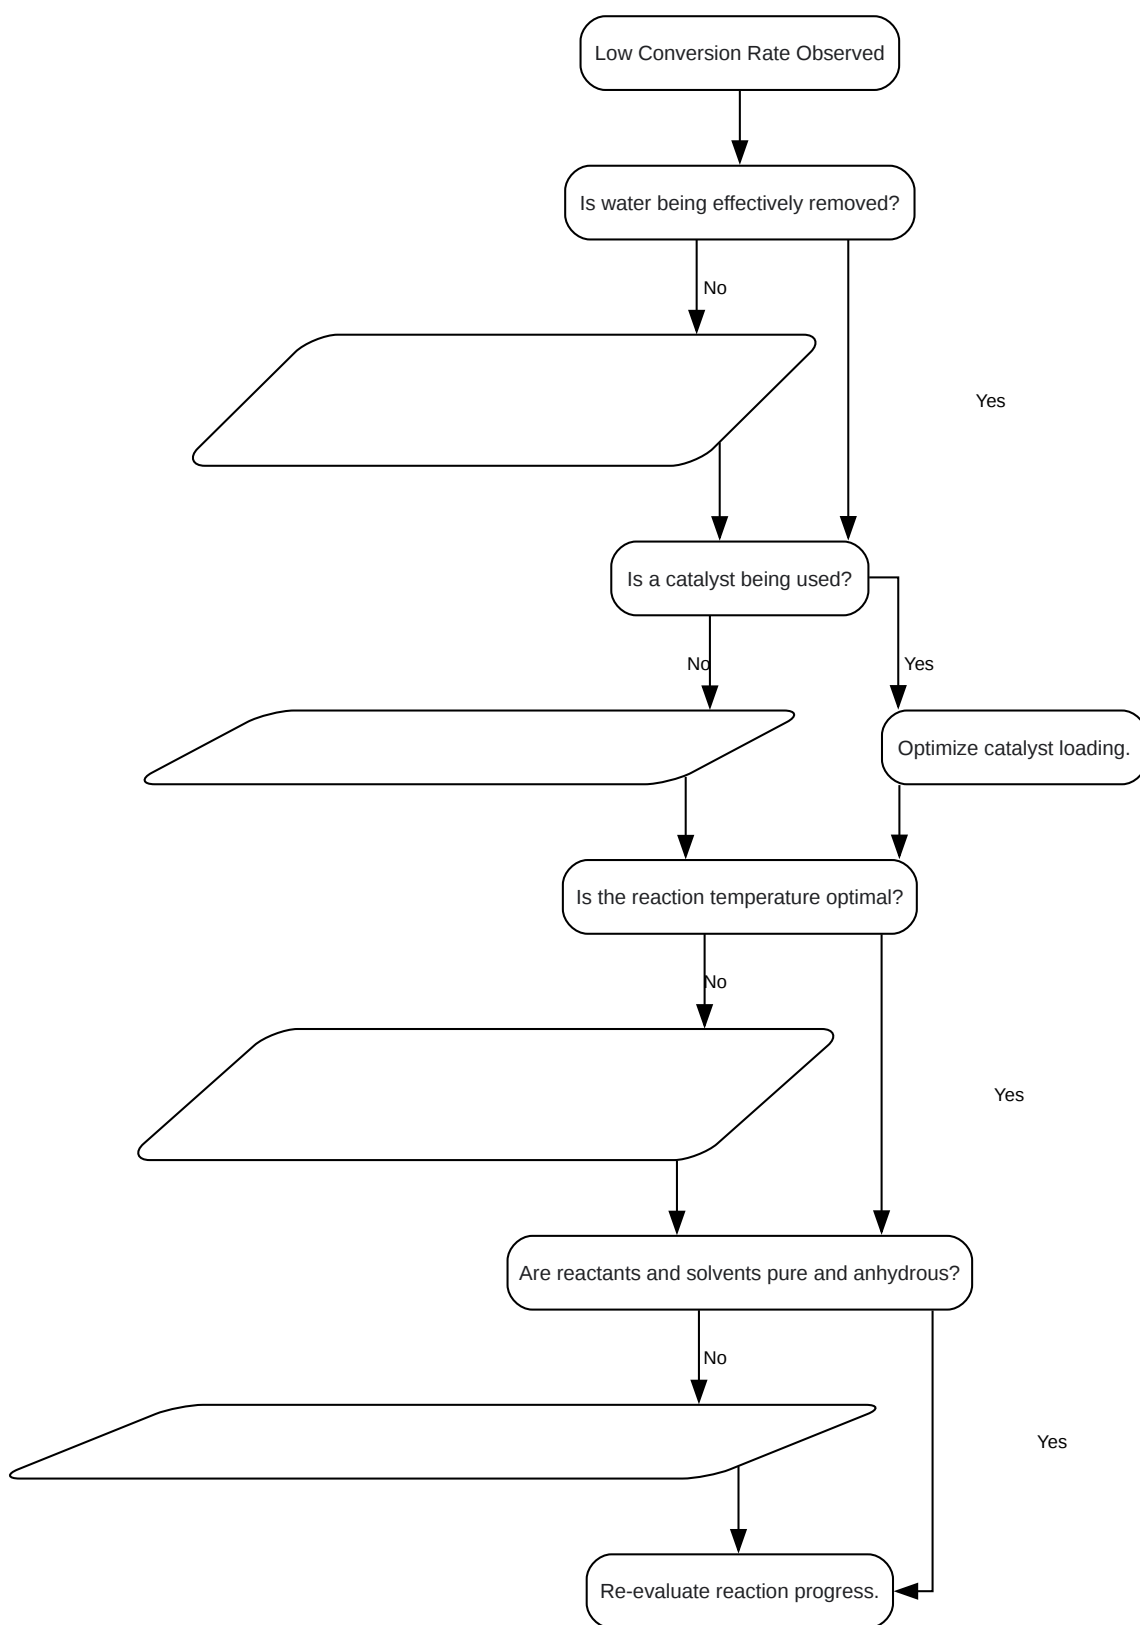 Low Conversion Rate Observed
Is water being effectively removed?
No
Yes
Is a catalyst being used?
No
Yes
Optimize catalyst loading.
Is the reaction temperature optimal?
No
Yes
Are reactants and solvents pure and anhydrous?
No
Yes
Re-evaluate reaction progress.